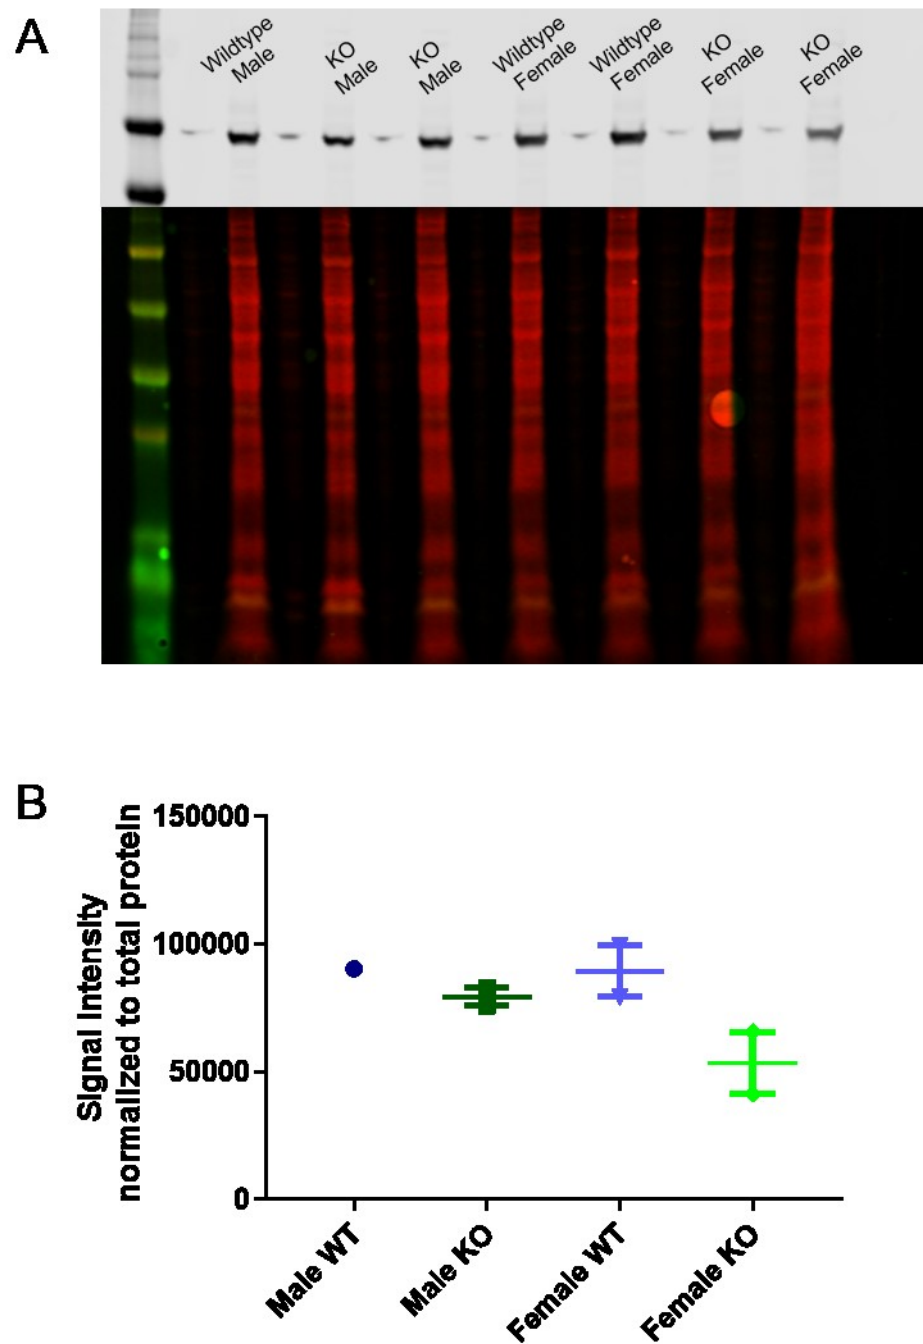 A
Wildtype
Male
KO
Male
KO
Male
Wildtype
Female
Wildtype
Female
KO
Female
KO
Female
B
Signal Intensity
normalized to total protein
150000
100000
50000
0
Male WT
Male KO
Female WT
Female KO